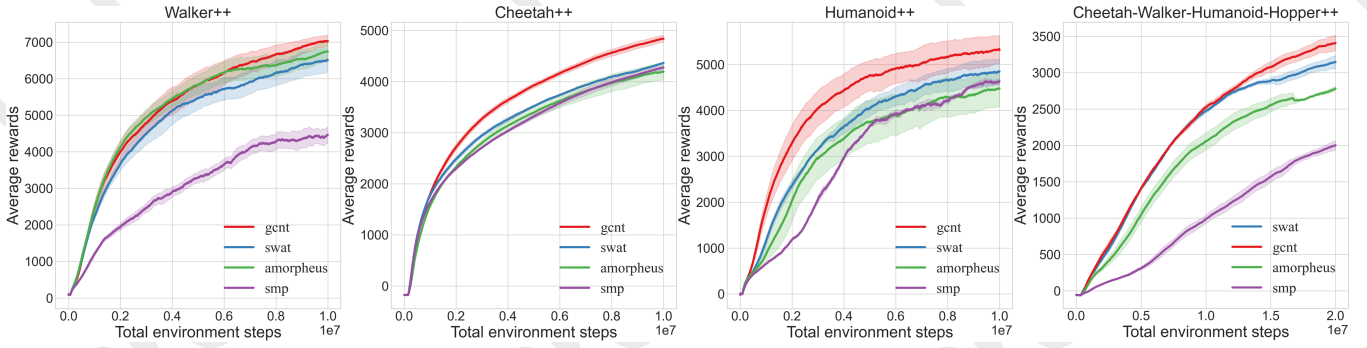 Walker++
Average rewards
7000
6000
5000
4000
3000
2000
1000
0
gcnt
swat
amorpheus
smp
0.0 0.2 0.4 0.6 0.8 1.0
1e7
Total environment steps
Cheetah++
Average rewards
5000
4000
3000
2000
1000
0
gcnt
swat
amorpheus
smp
0.0 0.2 0.4 0.6 0.8 1.0
1e7
Total environment steps
Humanoid++
Average rewards
5000
4000
3000
2000
1000
0
gcnt
swat
amorpheus
smp
0.0 0.2 0.4 0.6 0.8 1.0
1e7
Total environment steps
Cheetah-Walker-Humanoid-Hopper++
Average rewards
3500
3000
2500
2000
1500
1000
500
0
swat
gcnt
amorpheus
smp
0.0 0.5 1.0 1.5 2.0
1e7
Total environment steps